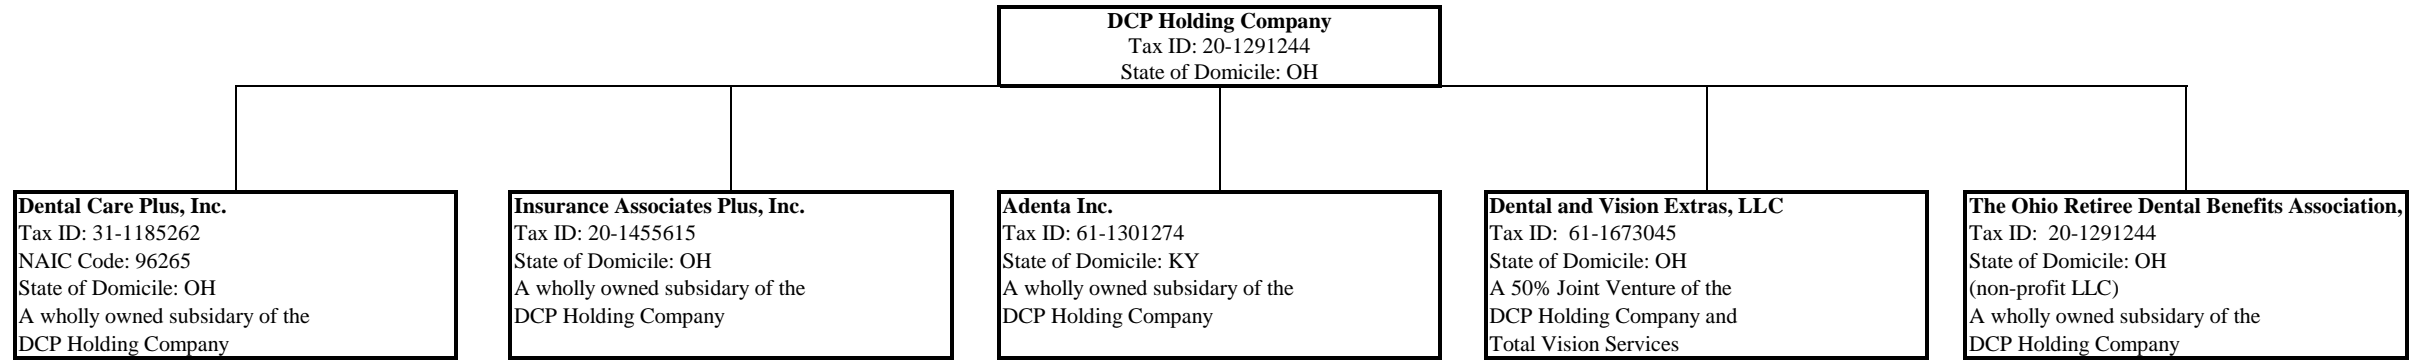 DCP Holding Company
Tax ID: 20-1291244
State of Domicile: OH
Dental Care Plus, Inc.
Tax ID: 31-1185262
NAIC Code: 96265
State of Domicile: OH
A wholly owned subsidary of the
DCP Holding Company
Insurance Associates Plus, Inc.
Tax ID: 20-1455615
State of Domicile: OH
A wholly owned subsidary of the
DCP Holding Company
Adenta Inc.
Tax ID: 61-1301274
State of Domicile: KY
A wholly owned subsidary of the
DCP Holding Company
Dental and Vision Extras, LLC
Tax ID:  61-1673045
State of Domicile: OH
A 50% Joint Venture of the
DCP Holding Company and
Total Vision Services
The Ohio Retiree Dental Benefits Association,
Tax ID:  20-1291244
State of Domicile: OH
(non-profit LLC)
A wholly owned subsidary of the
DCP Holding Company